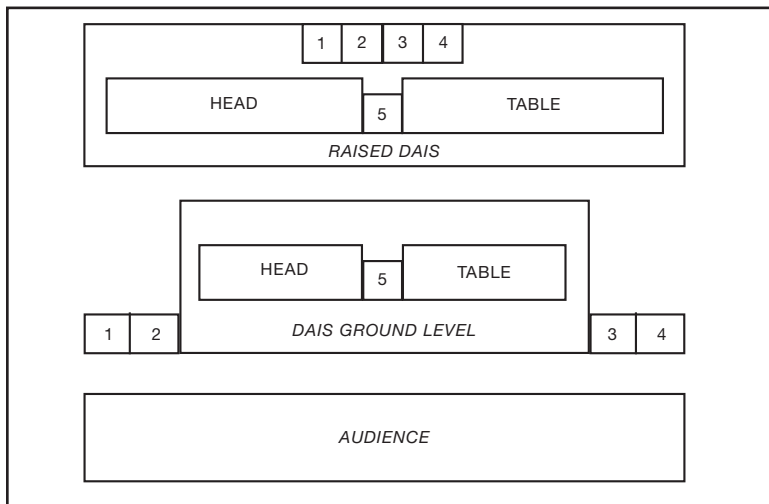 1 2 3 4
HEAD 5 TABLE
RAISED DAIS
HEAD 5 TABLE
1 2 DAIS GROUND LEVEL 3 4
AUDIENCE